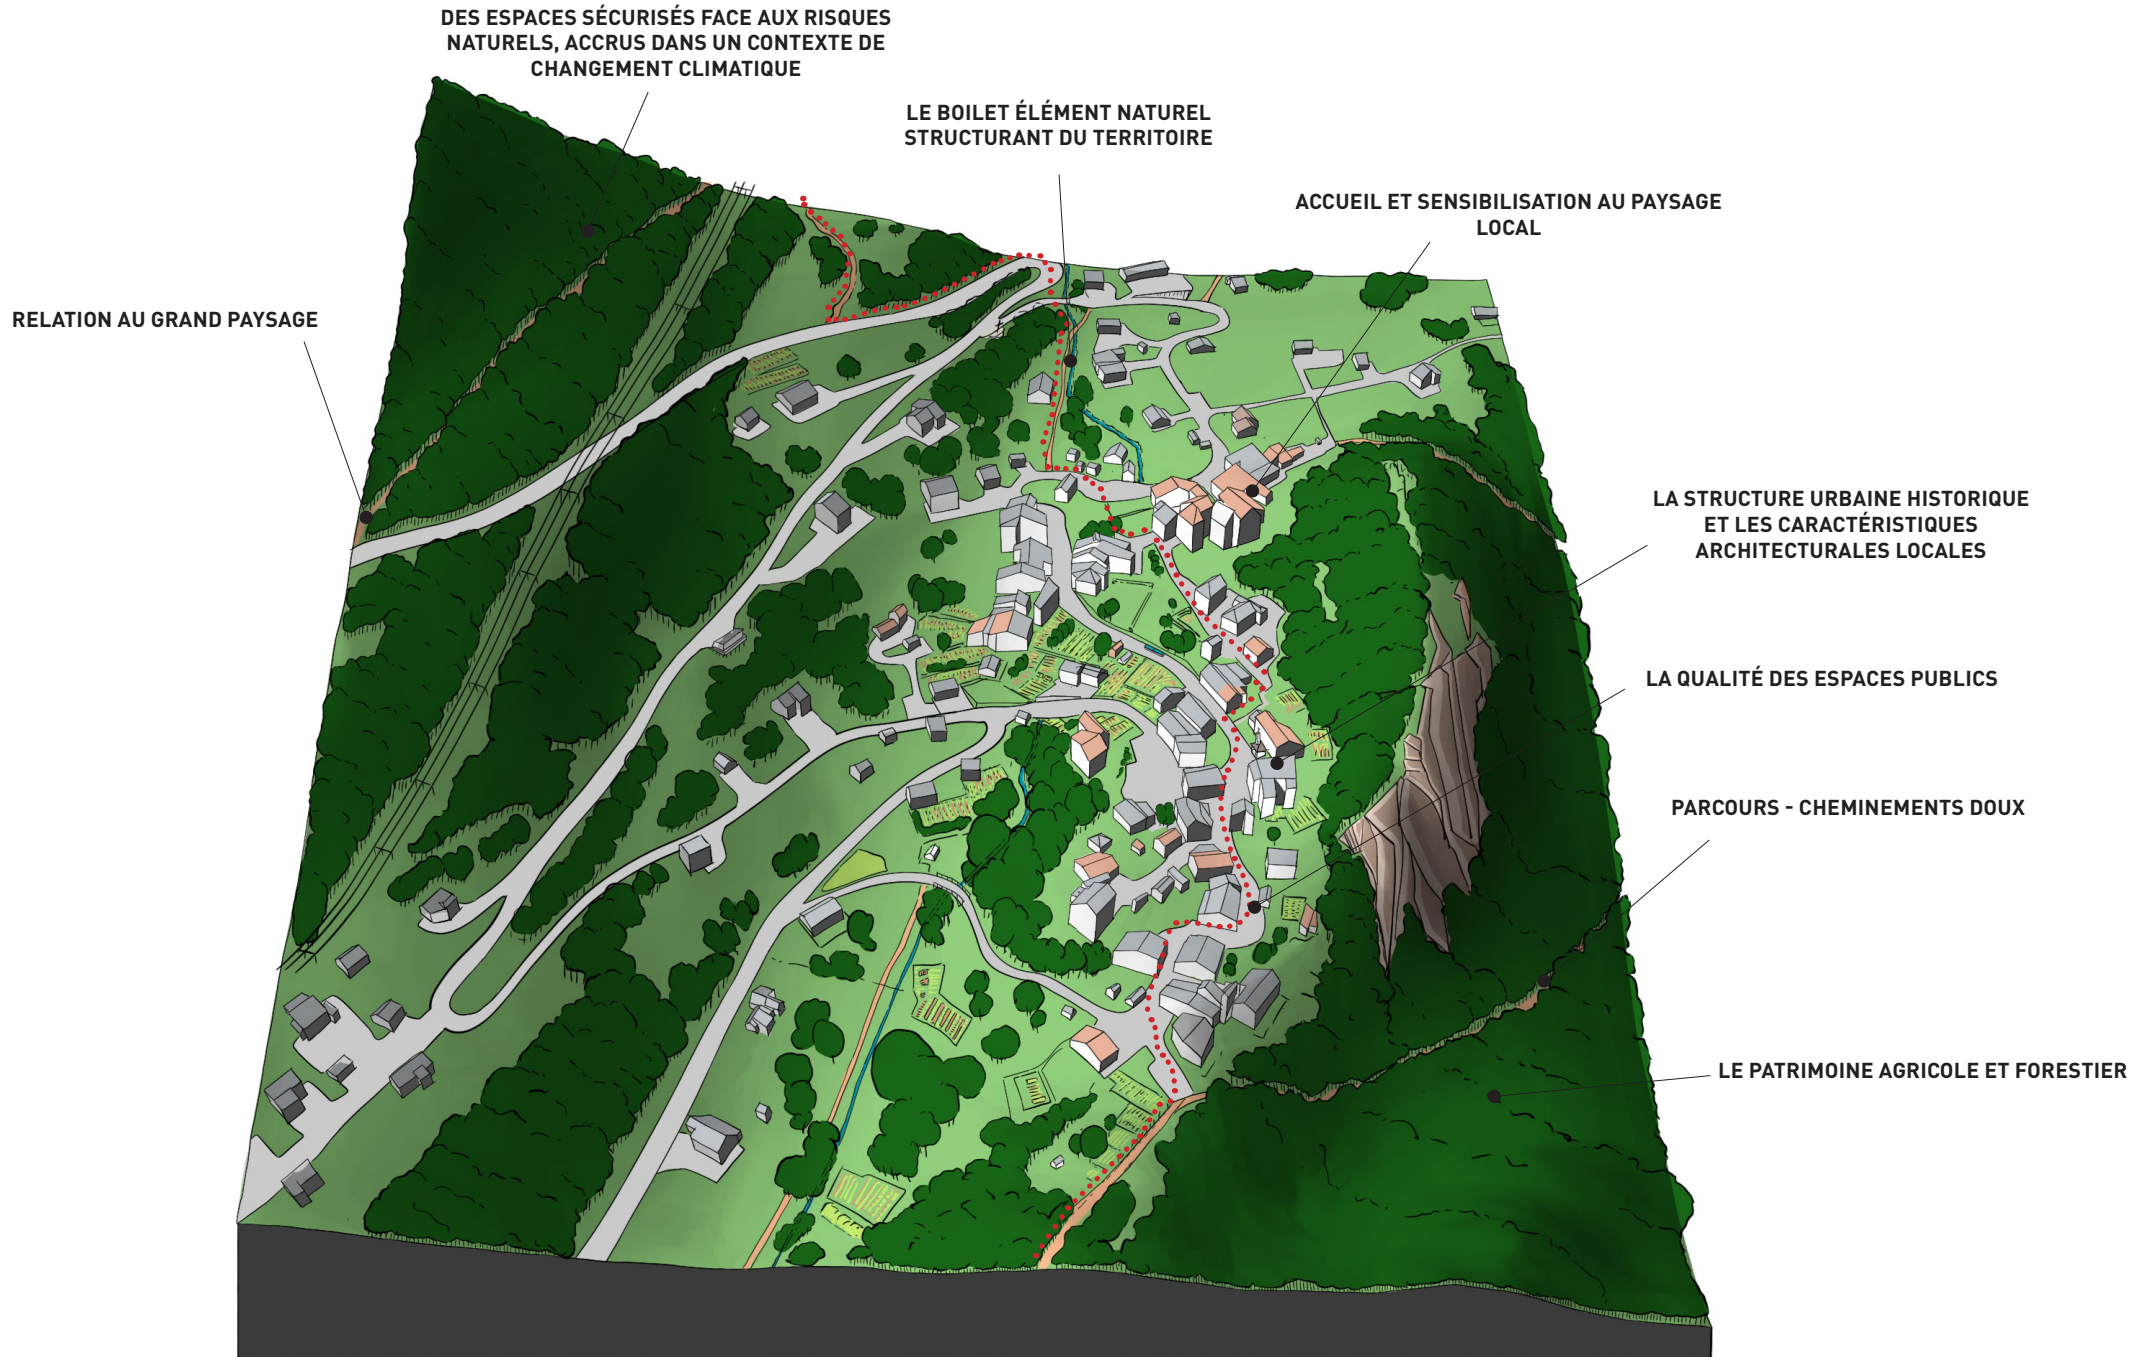 DES ESPACES SÉCURISÉS FACE AUX RISQUES
NATURELS, ACCRUS DANS UN CONTEXTE DE
CHANGEMENT CLIMATIQUE
LE BOILET ÉLÉMENT NATUREL
STRUCTURANT DU TERRITOIRE
ACCUEIL ET SENSIBILISATION AU PAYSAGE
LOCAL
RELATION AU GRAND PAYSAGE
LA STRUCTURE URBAINE HISTORIQUE
ET LES CARACTÉRISTIQUES
ARCHITECTURALES LOCALES
LA QUALITÉ DES ESPACES PUBLICS
PARCOURS - CHEMINEMENTS DOUX
LE PATRIMOINE AGRICOLE ET FORESTIER